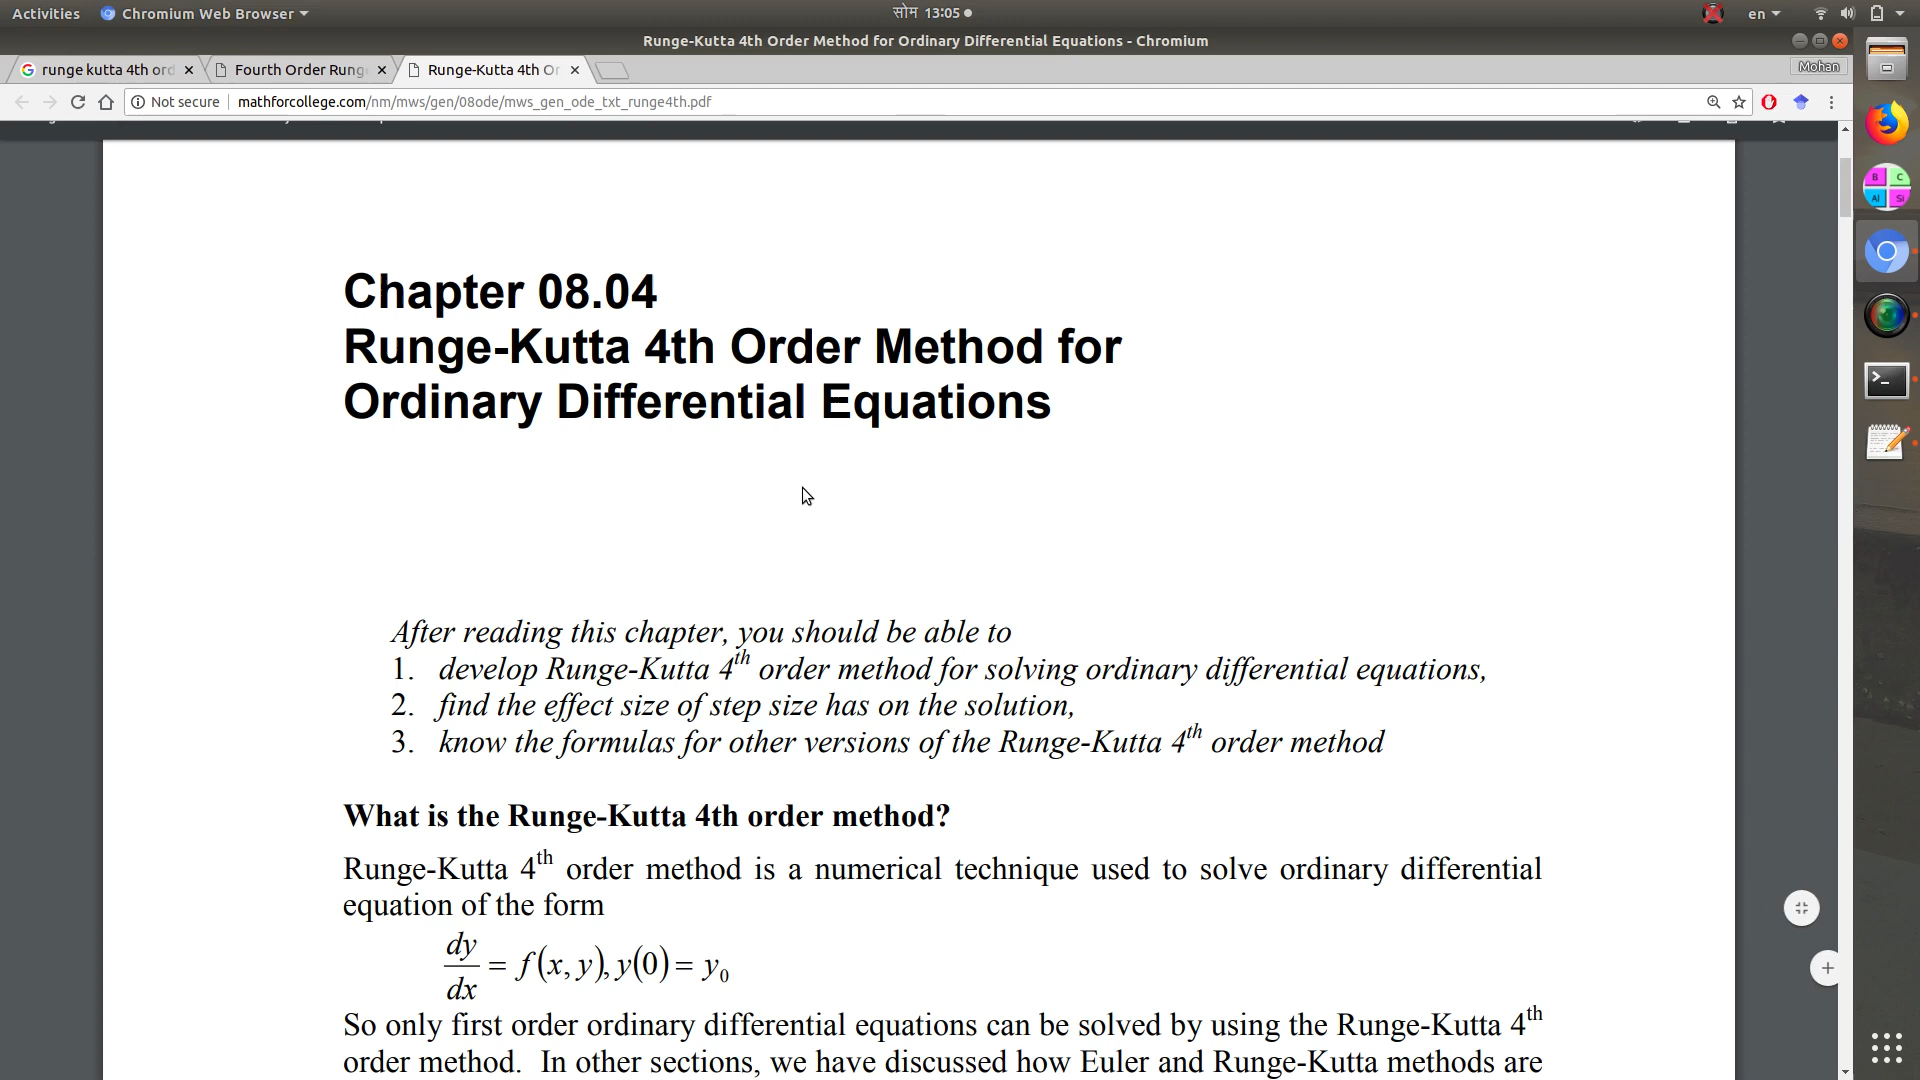 Activities Chromium Web Browser सोम 13:05 en
Runge-Kutta 4th Order Method for Ordinary Differential Equations - Chromium
runge kutta 4th ord Fourth Order Rung Runge-Kutta 4th Or Mohan
Not secure mathforcollege.com/nm/mws/gen/08ode/mws_gen_ode_txt_runge4th.pdf
B C
Al Si
Chapter 08.04
Runge-Kutta 4th Order Method for
Ordinary Differential Equations
After reading this chapter, you should be able to
1. develop Runge-Kutta 4th order method for solving ordinary differential equations,
2. find the effect size of step size has on the solution,
3. know the formulas for other versions of the Runge-Kutta 4th order method
What is the Runge-Kutta 4th order method?
Runge-Kutta 4th order method is a numerical technique used to solve ordinary differential
equation of the form
dy/dx = f(x, y), y(0) = y₀
So only first order ordinary differential equations can be solved by using the Runge-Kutta 4th
order method. In other sections, we have discussed how Euler and Runge-Kutta methods are